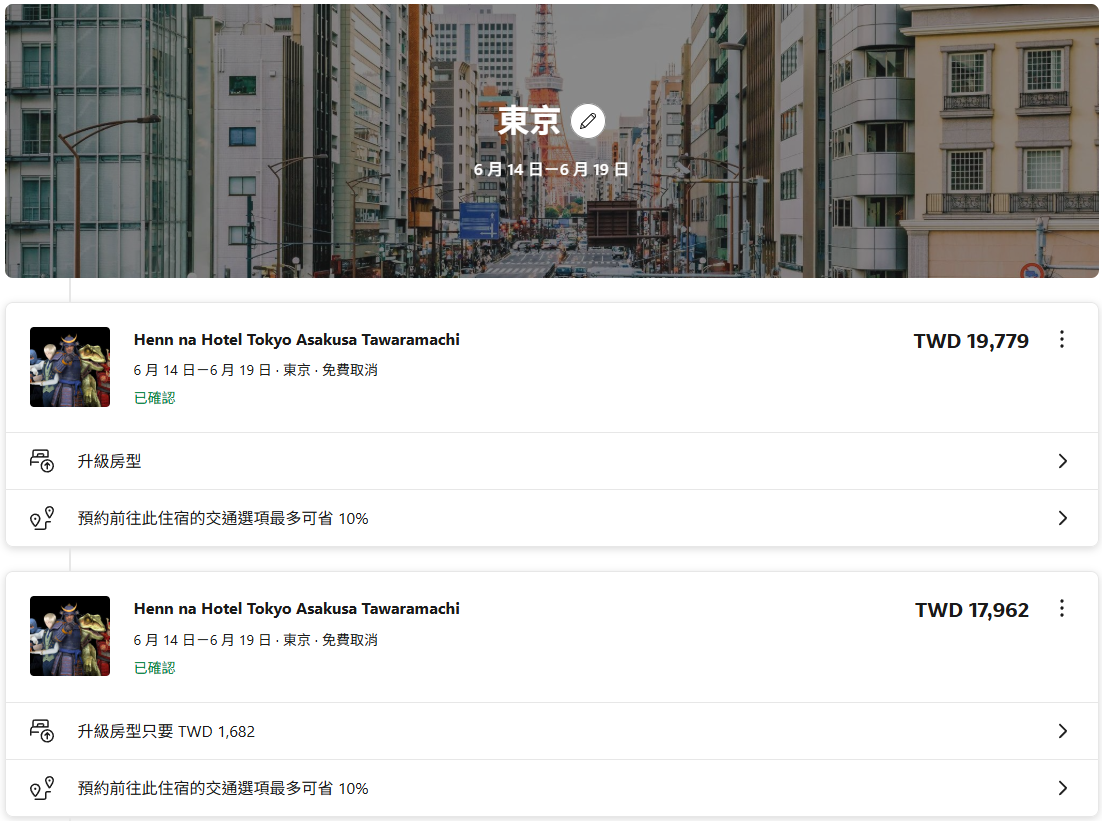 東京
6 月 14 日－6 月 19 日
Henn na Hotel Tokyo Asakusa Tawaramachi
TWD 19,779
6 月 14 日－6 月 19 日 · 東京 · 免費取消
已確認
升級房型
預約前往此住宿的交通選項最多可省 10%
Henn na Hotel Tokyo Asakusa Tawaramachi
TWD 17,962
6 月 14 日－6 月 19 日 · 東京 · 免費取消
已確認
升級房型只要 TWD 1,682
預約前往此住宿的交通選項最多可省 10%